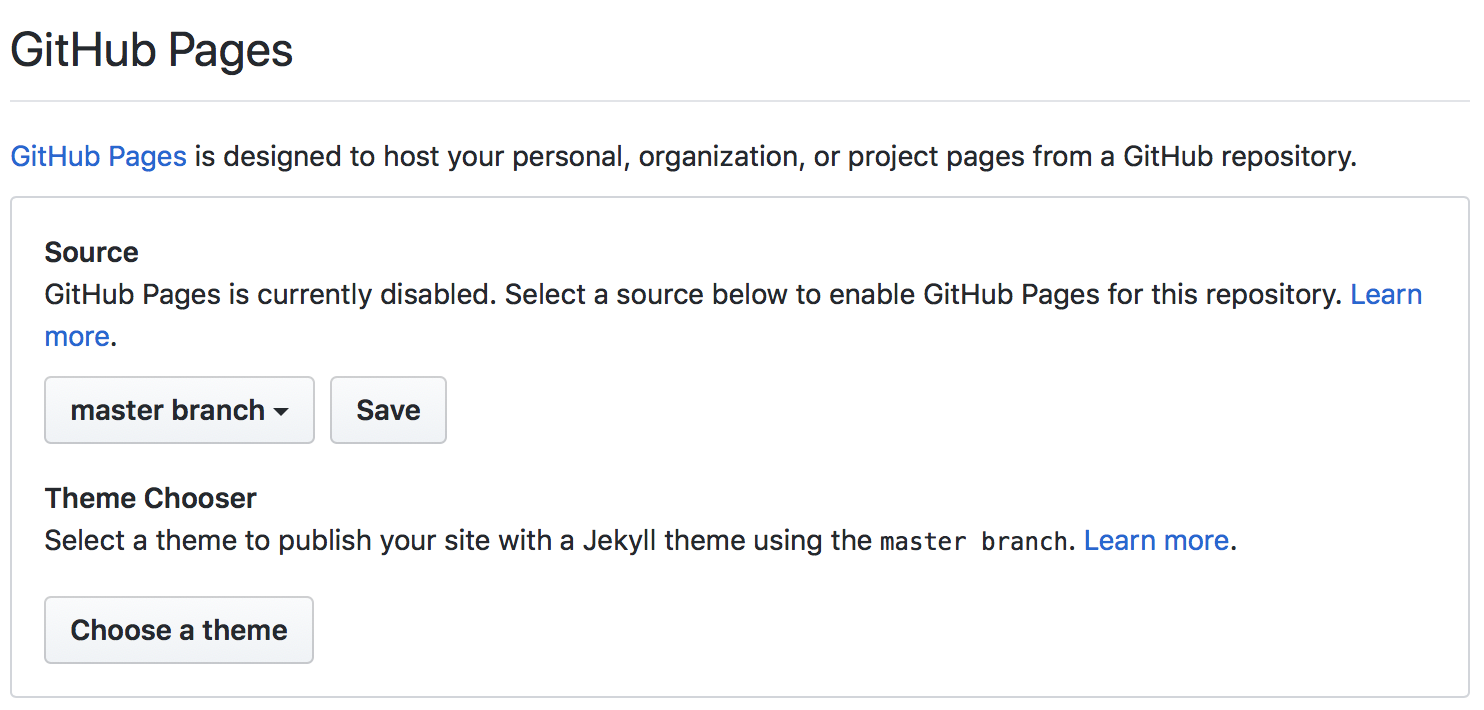 GitHub Pages
GitHub Pages is designed to host your personal, organization, or project pages from a GitHub repository.
Source
GitHub Pages is currently disabled. Select a source below to enable GitHub Pages for this repository. Learn
more.
master branch Save
Theme Chooser
Select a theme to publish your site with a Jekyll theme using the master branch. Learn more.
Choose a theme